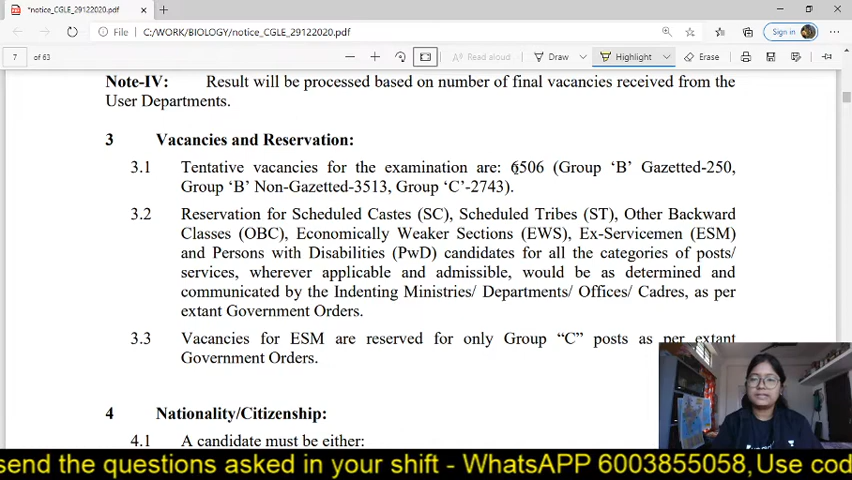 *notice_CGLE_29122020.pdf
File C:/WORK/BIOLOGY/notice_CGLE_29122020.pdf
Sign in
7 of 63
Read aloud
Draw
Highlight
Erase
Note-IV: Result will be processed based on number of final vacancies received from the
User Departments.
3 Vacancies and Reservation:
3.1 Tentative vacancies for the examination are: 6506 (Group ‘B’ Gazetted-250,
Group ‘B’ Non-Gazetted-3513, Group ‘C’-2743).
3.2 Reservation for Scheduled Castes (SC), Scheduled Tribes (ST), Other Backward
Classes (OBC), Economically Weaker Sections (EWS), Ex-Servicemen (ESM)
and Persons with Disabilities (PwD) candidates for all the categories of posts/
services, wherever applicable and admissible, would be as determined and
communicated by the Indenting Ministries/ Departments/ Offices/ Cadres, as per
extant Government Orders.
3.3 Vacancies for ESM are reserved for only Group “C” posts as per extant
Government Orders.
4 Nationality/Citizenship:
4.1 A candidate must be either:
send the questions asked in your shift - WhatsAPP 6003855058, Use cod